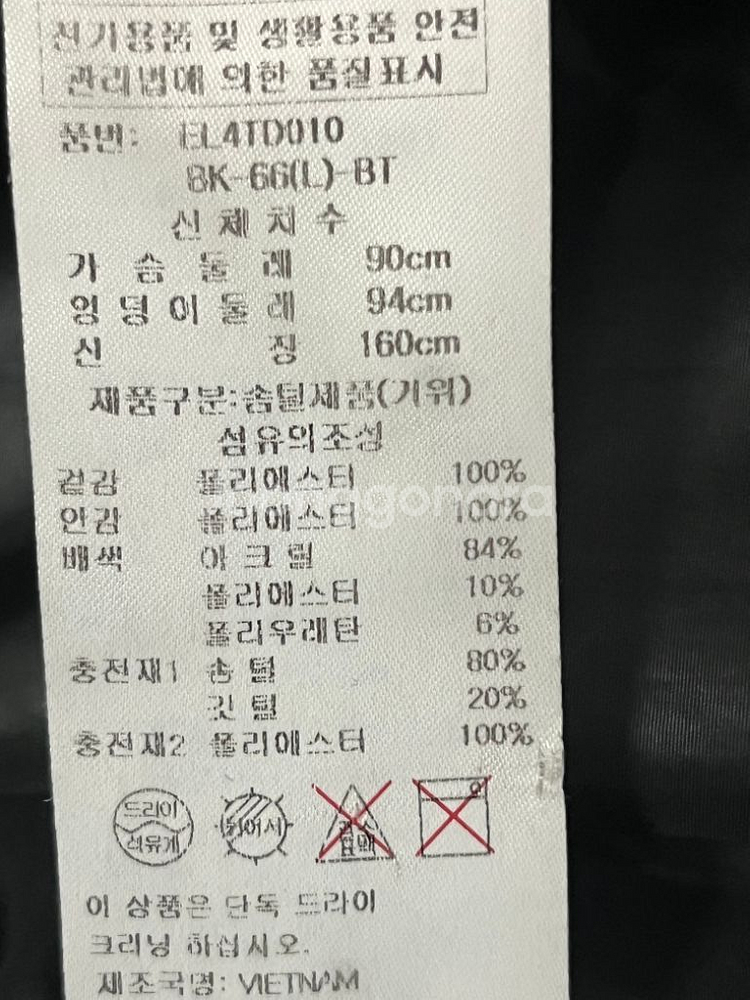 전기용품 및 생활용품 안전
관리법에 의한 품질표시
품번: EL4TD010
BK-66(L)-BT
신체치수
가슴둘레 90cm
엉덩이둘레 94cm
신장 160cm
제품구분:솜털제품(거위)
섬유의조성
겉감 폴리에스터 100%
안감 폴리에스터 100%
배색 아크릴 84%
폴리에스터 10%
폴리우레탄 6%
충전재1 솜털 80%
깃털 20%
충전재2 폴리에스터 100%
드라이
석유계
뉘어서
염소
표백
이 상품은 단독 드라이
크리닝 하십시오.
제조국명: VIETNAM